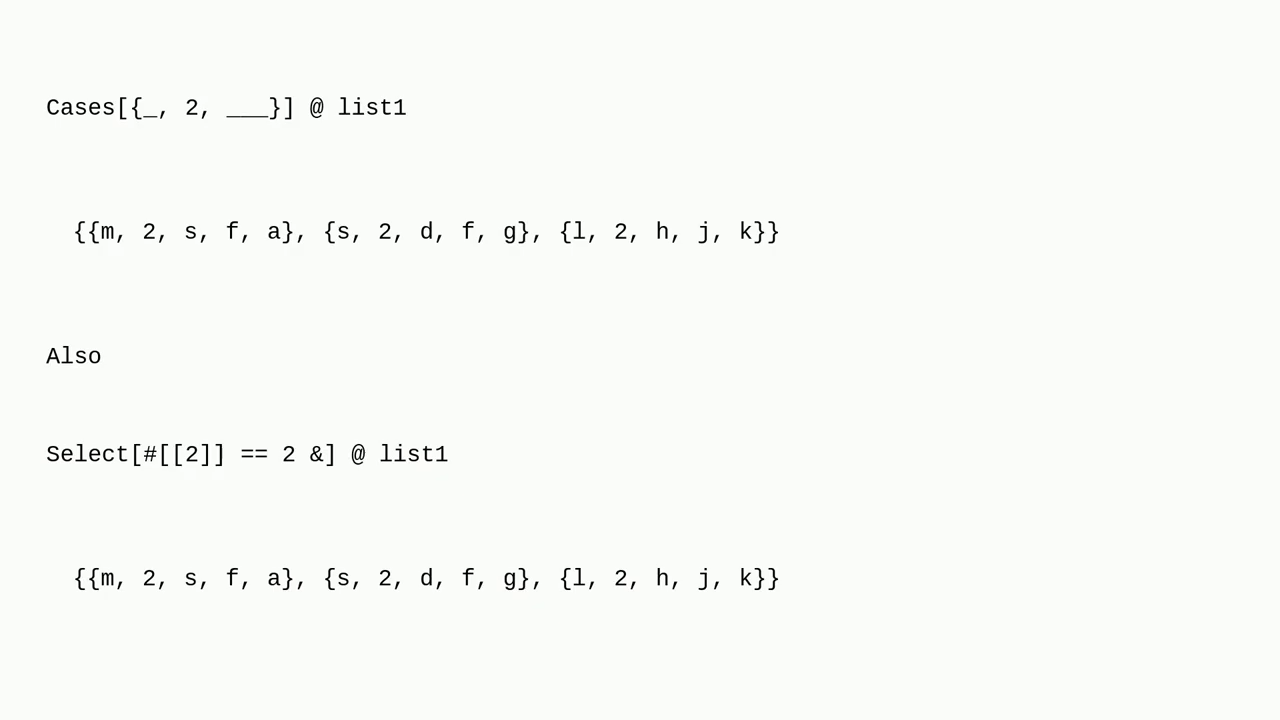 Cases[{_, 2, ___}] @ list1
{{m, 2, s, f, a}, {s, 2, d, f, g}, {l, 2, h, j, k}}
Also
Select[#[[2]] == 2 &] @ list1
{{m, 2, s, f, a}, {s, 2, d, f, g}, {l, 2, h, j, k}}